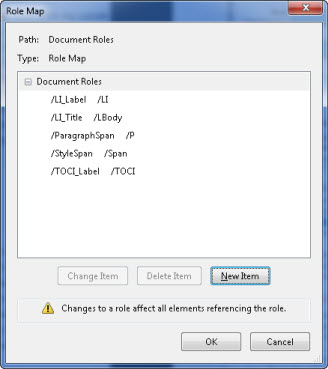 Role Map
Path: Document Roles
Type: Role Map
Document Roles
/LI_Label /LI
/LI_Title /LBody
/ParagraphSpan /P
/StyleSpan /Span
/TOCI_Label /TOCI
Change Item Delete Item New Item
Changes to a role affect all elements referencing the role.
OK Cancel